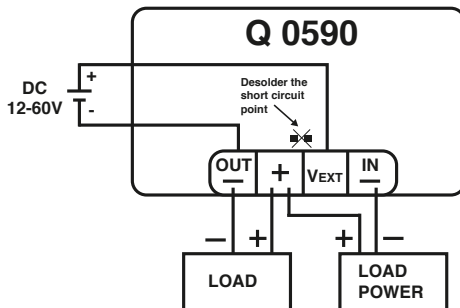 Q 0590
+
DC
12-60V
-
Desolder the
short circuit
point
OUT
–
+
VEXT
IN
–
– +
+ –
LOAD
LOAD
POWER